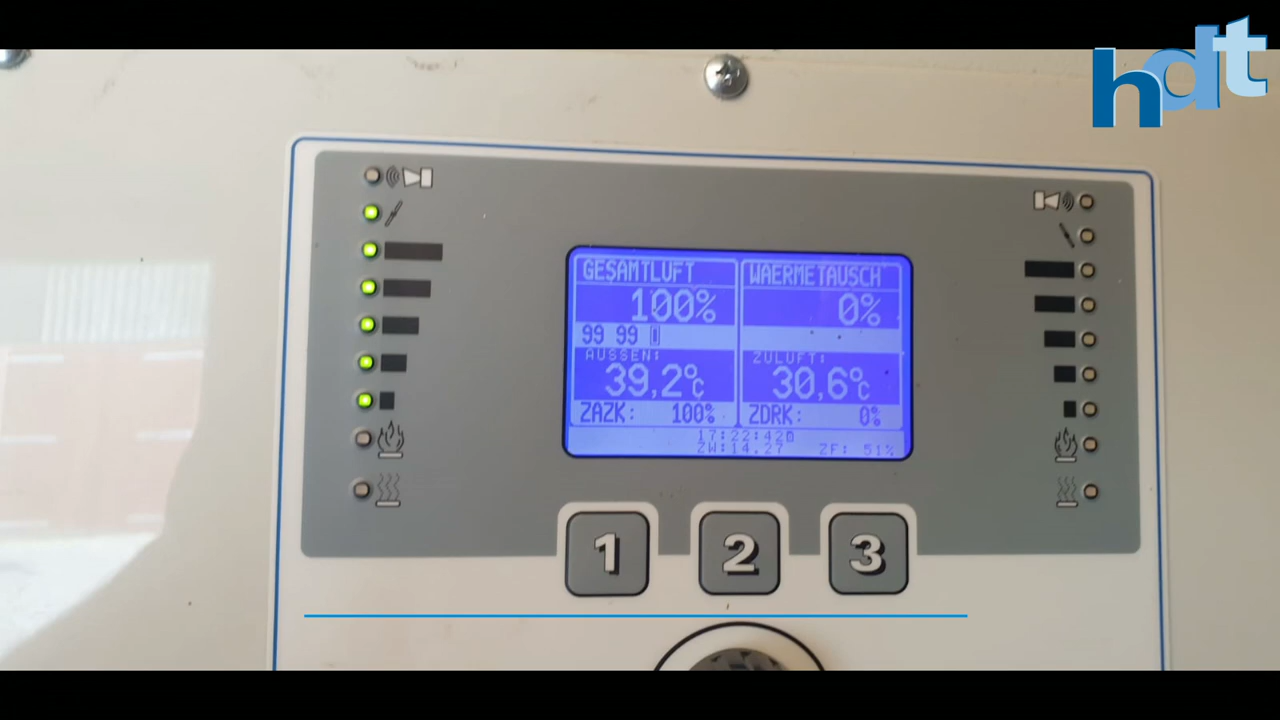 hdt
GESAMTLUFT WAERMETAUSCH
100% 0%
99 99
AUSSEN: ZULUFT:
39,2°C 30,6°C
ZAZK: 100% ZDRK: 0%
17:22:42
ZW:14.27 ZF: 51%
1 2 3